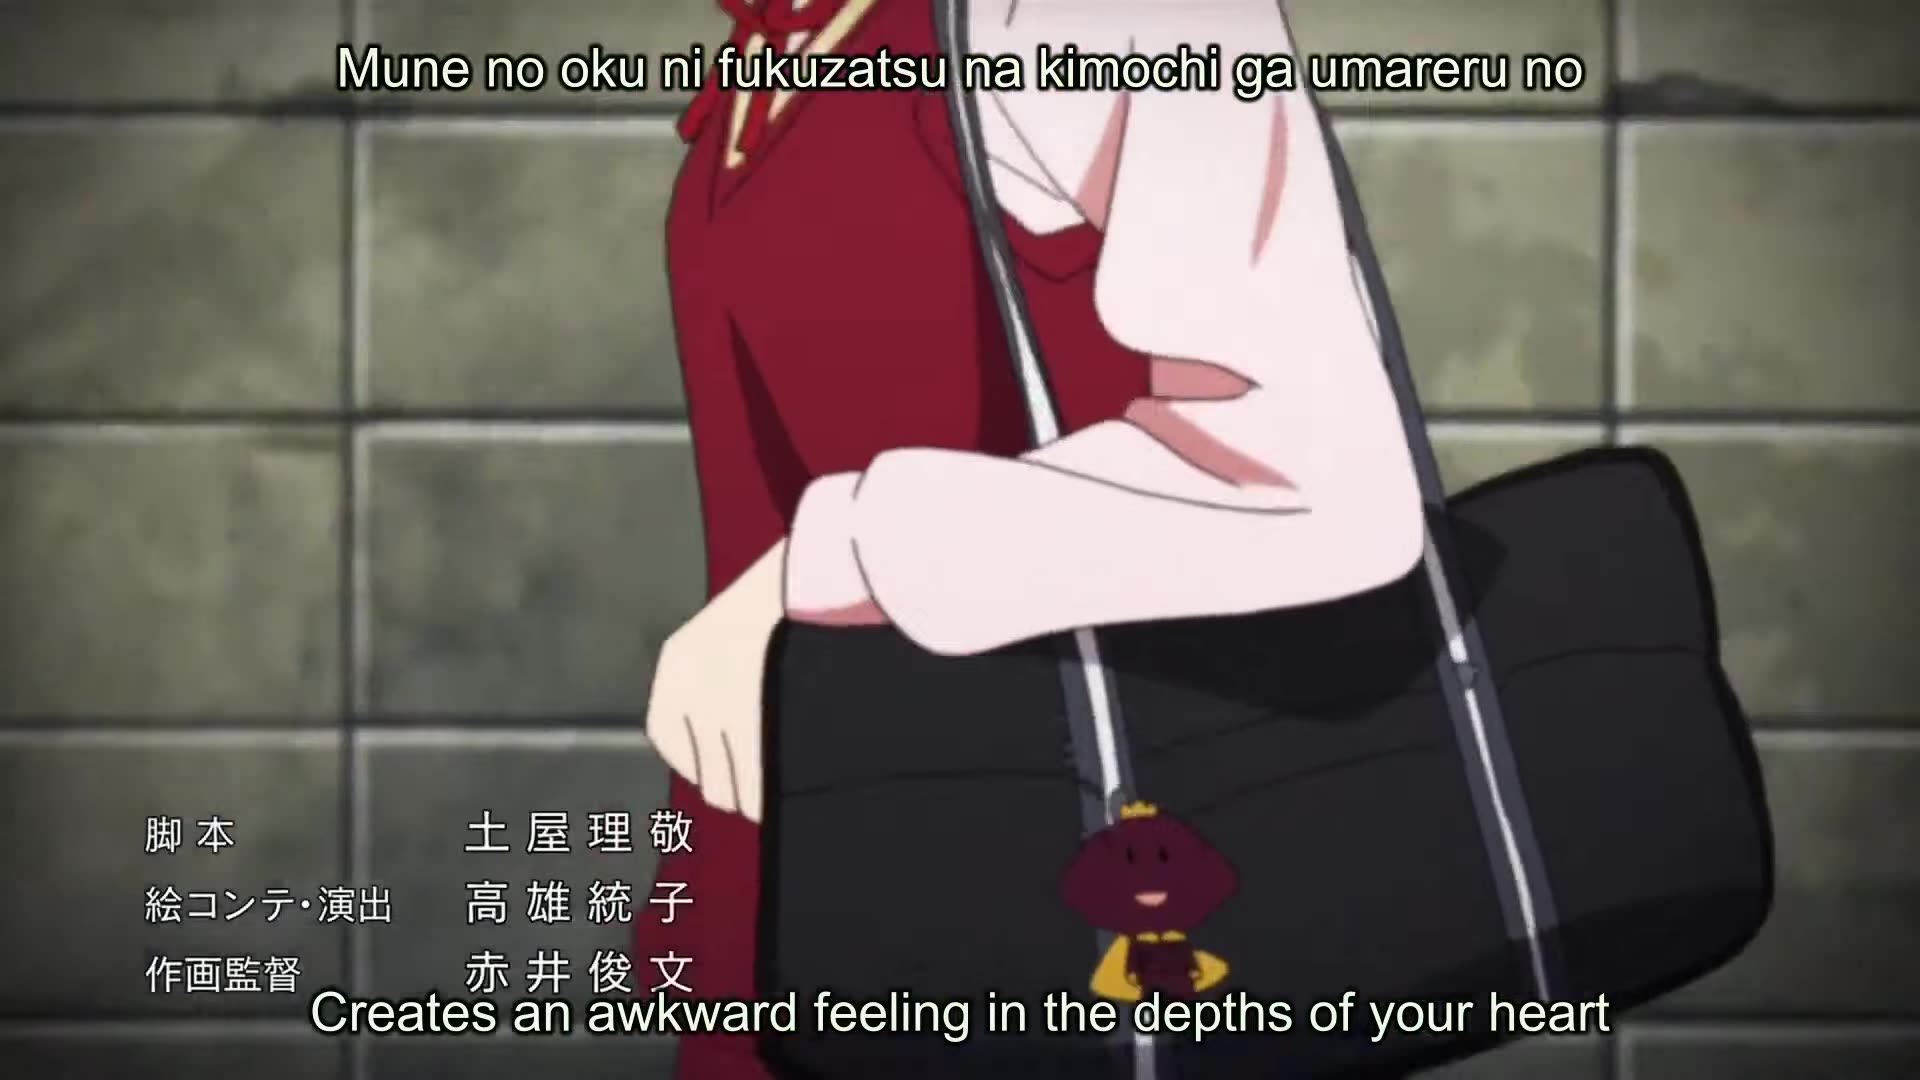 Mune no oku ni fukuzatsu na kimochi ga umareru no
脚本 土屋理敬
絵コンテ・演出 高雄統子
作画監督 赤井俊文
Creates an awkward feeling in the depths of your heart